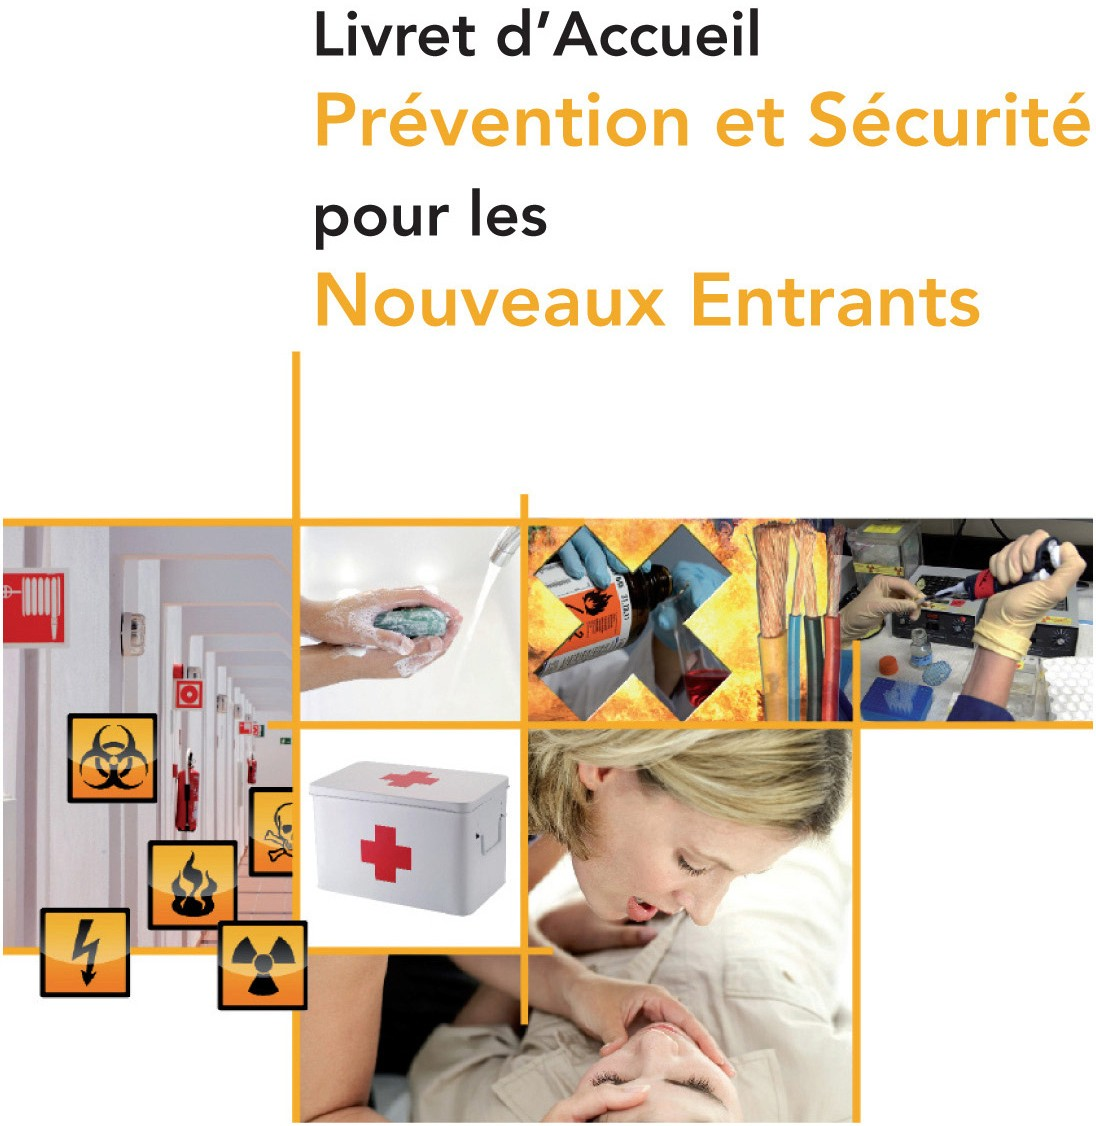 Livret d'Accueil
Prévention et Sécurité
pour les
Nouveaux Entrants